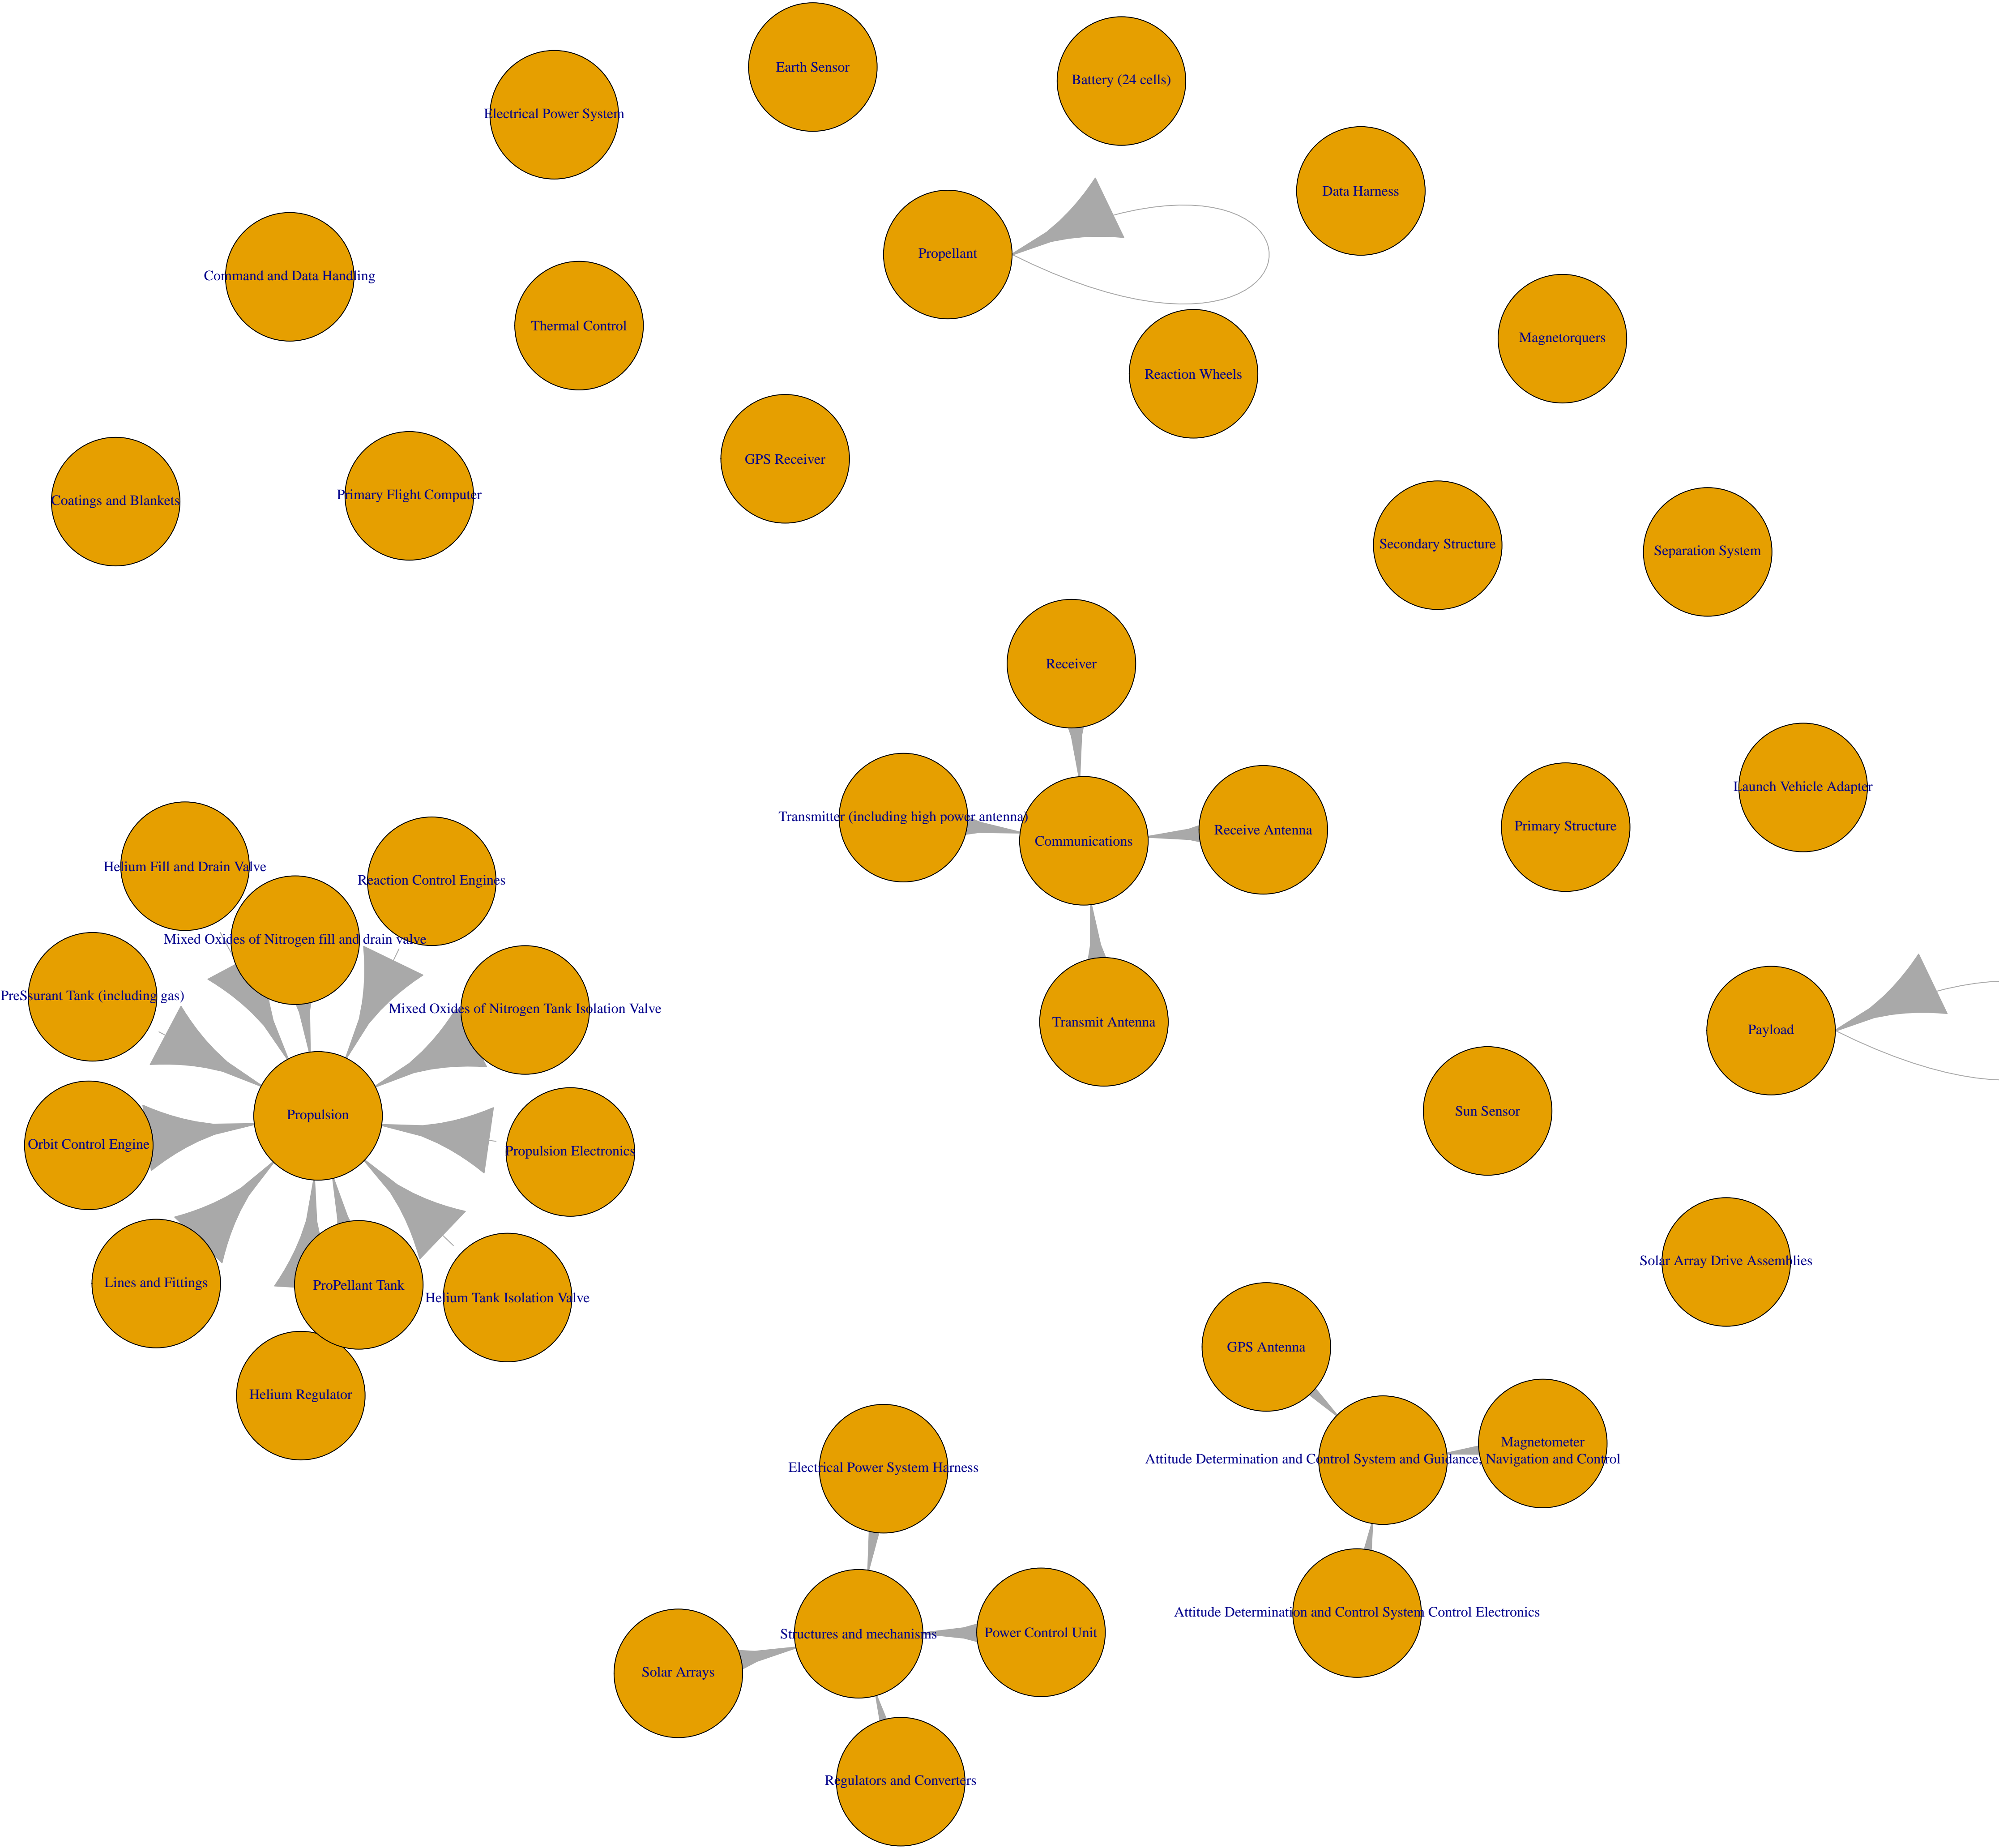 Earth Sensor
Battery (24 cells)
Electrical Power System
Data Harness
Propellant
Command and Data Handling
Thermal Control
Magnetorquers
Reaction Wheels
GPS Receiver
Coatings and Blankets
Primary Flight Computer
Secondary Structure
Separation System
Receiver
Launch Vehicle Adapter
Transmitter (including high power antenna)
Primary Structure
Receive Antenna
Communications
Helium Fill and Drain Valve
Reaction Control Engines
Mixed Oxides of Nitrogen fill and drain valve
PreSsurant Tank (including gas)
Mixed Oxides of Nitrogen Tank Isolation Valve
Transmit Antenna
Payload
Sun Sensor
Propulsion
Orbit Control Engine
Propulsion Electronics
Solar Array Drive Assemblies
Lines and Fittings
ProPellant Tank
Helium Tank Isolation Valve
GPS Antenna
Helium Regulator
Magnetometer
Attitude Determination and Control System and Guidance, Navigation and Control
Electrical Power System Harness
Attitude Determination and Control System Control Electronics
Structures and mechanisms
Power Control Unit
Solar Arrays
Regulators and Converters